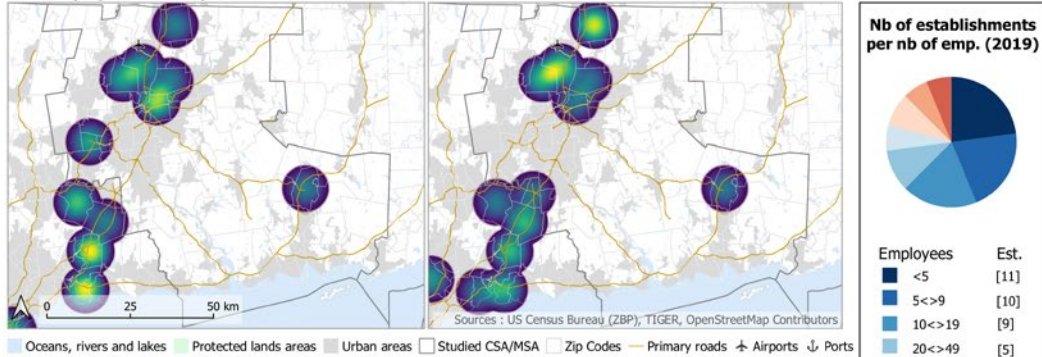 Nb of establishments
per nb of emp. (2019)
Employees Est.
<5 [11]
5<>9 [10]
10<>19 [9]
20<>49 [5]
0 25 50 km
Sources : US Census Bureau (ZBP), TIGER, OpenStreetMap Contributors
Oceans, rivers and lakes Protected lands areas Urban areas Studied CSA/MSA Zip Codes Primary roads Airports Ports